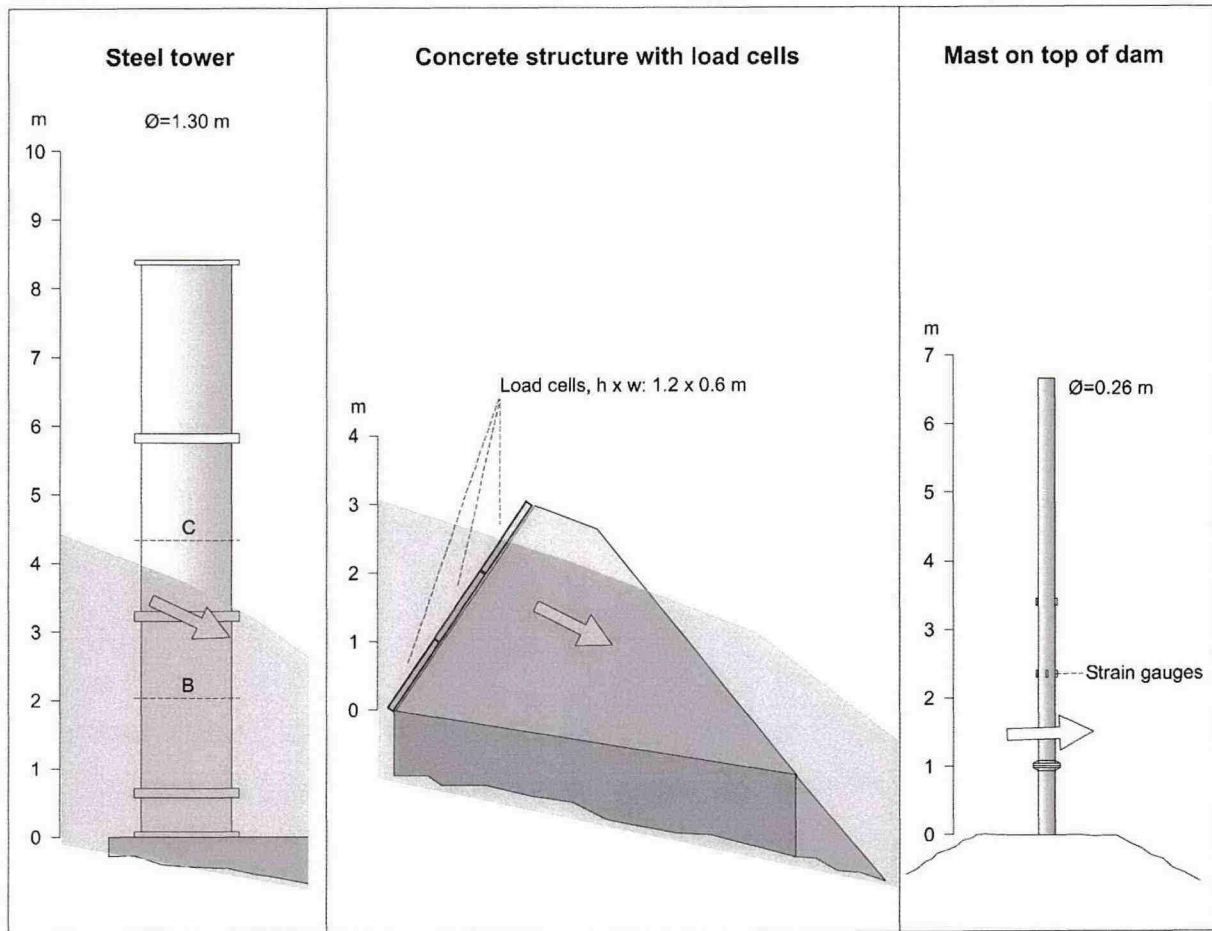 Steel tower
m
Ø=1.30 m
10
9
8
7
6
5
4
3
2
1
0
C
B
Concrete structure with load cells
Load cells, h x w: 1.2 x 0.6 m
m
4
3
2
1
0
Mast on top of dam
m
7
Ø=0.26 m
6
5
4
3
2
1
0
Strain gauges